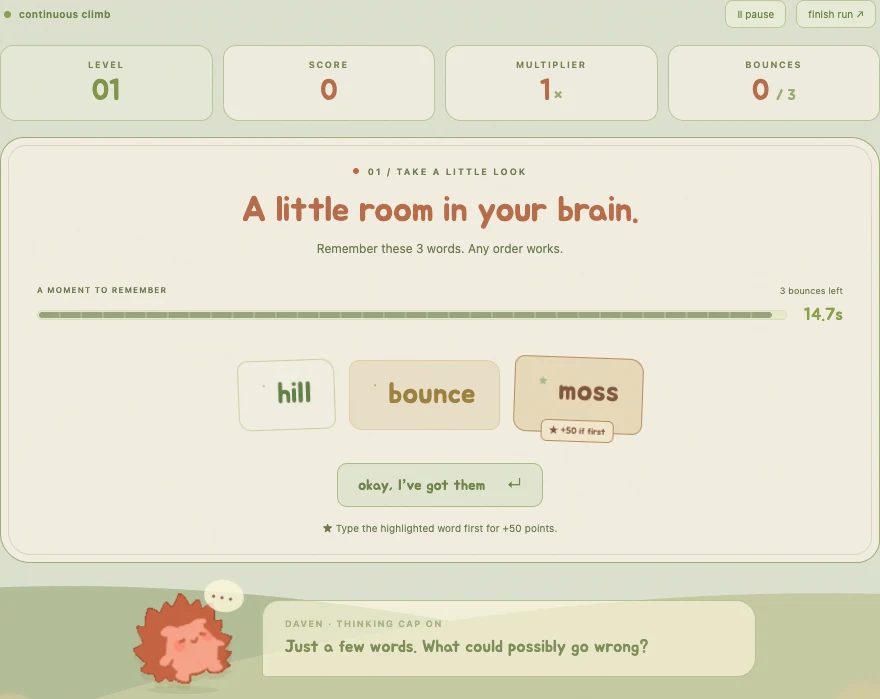 continuous climb
II pause
finish run ↗
LEVEL
01
SCORE
0
MULTIPLIER
1×
BOUNCES
0 / 3
01 / TAKE A LITTLE LOOK
A little room in your brain.
Remember these 3 words. Any order works.
A MOMENT TO REMEMBER
3 bounces left
14.7s
hill
bounce
moss
★ +50 if first
okay, I've got them ↵
★ Type the highlighted word first for +50 points.
...
DAVEN · THINKING CAP ON
Just a few words. What could possibly go wrong?